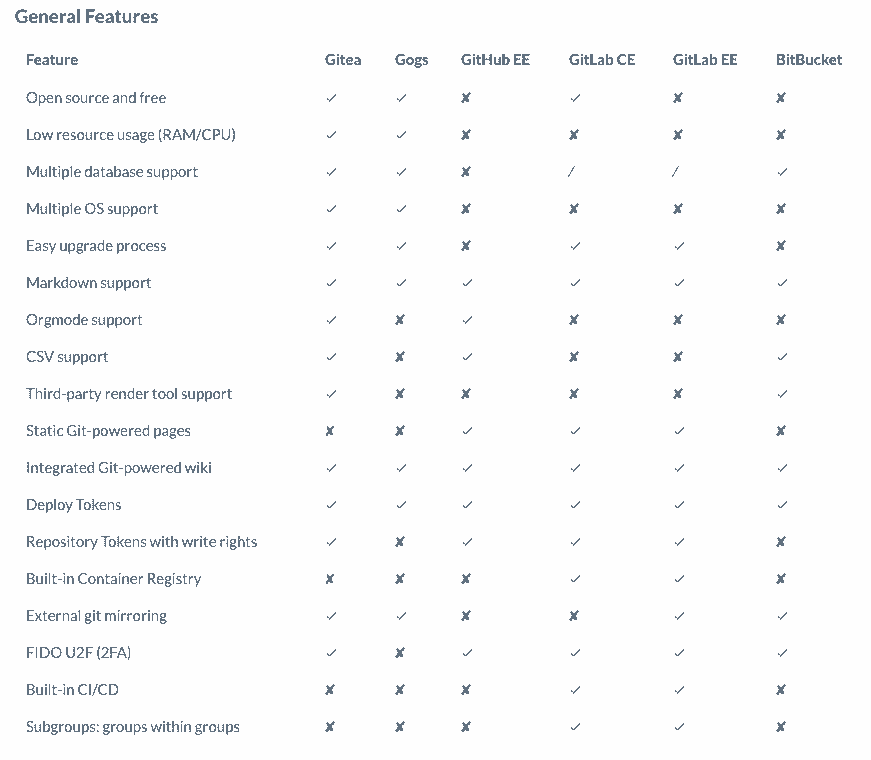 General Features
Feature Gitea Gogs GitHub EE GitLab CE GitLab EE BitBucket
Open source and free ✓ ✓ ✘ ✓ ✘ ✘
Low resource usage (RAM/CPU) ✓ ✓ ✘ ✘ ✘ ✘
Multiple database support ✓ ✓ ✘ ⁄ ⁄ ✓
Multiple OS support ✓ ✓ ✘ ✘ ✘ ✘
Easy upgrade process ✓ ✓ ✘ ✓ ✓ ✘
Markdown support ✓ ✓ ✓ ✓ ✓ ✓
Orgmode support ✓ ✘ ✓ ✘ ✘ ✘
CSV support ✓ ✘ ✓ ✘ ✘ ✓
Third-party render tool support ✓ ✘ ✘ ✘ ✘ ✓
Static Git-powered pages ✘ ✘ ✓ ✓ ✓ ✘
Integrated Git-powered wiki ✓ ✓ ✓ ✓ ✓ ✓
Deploy Tokens ✓ ✓ ✓ ✓ ✓ ✓
Repository Tokens with write rights ✓ ✘ ✓ ✓ ✓ ✘
Built-in Container Registry ✘ ✘ ✘ ✓ ✓ ✘
External git mirroring ✓ ✓ ✘ ✘ ✓ ✓
FIDO U2F (2FA) ✓ ✘ ✓ ✓ ✓ ✓
Built-in CI/CD ✘ ✘ ✘ ✓ ✓ ✘
Subgroups: groups within groups ✘ ✘ ✘ ✓ ✓ ✘